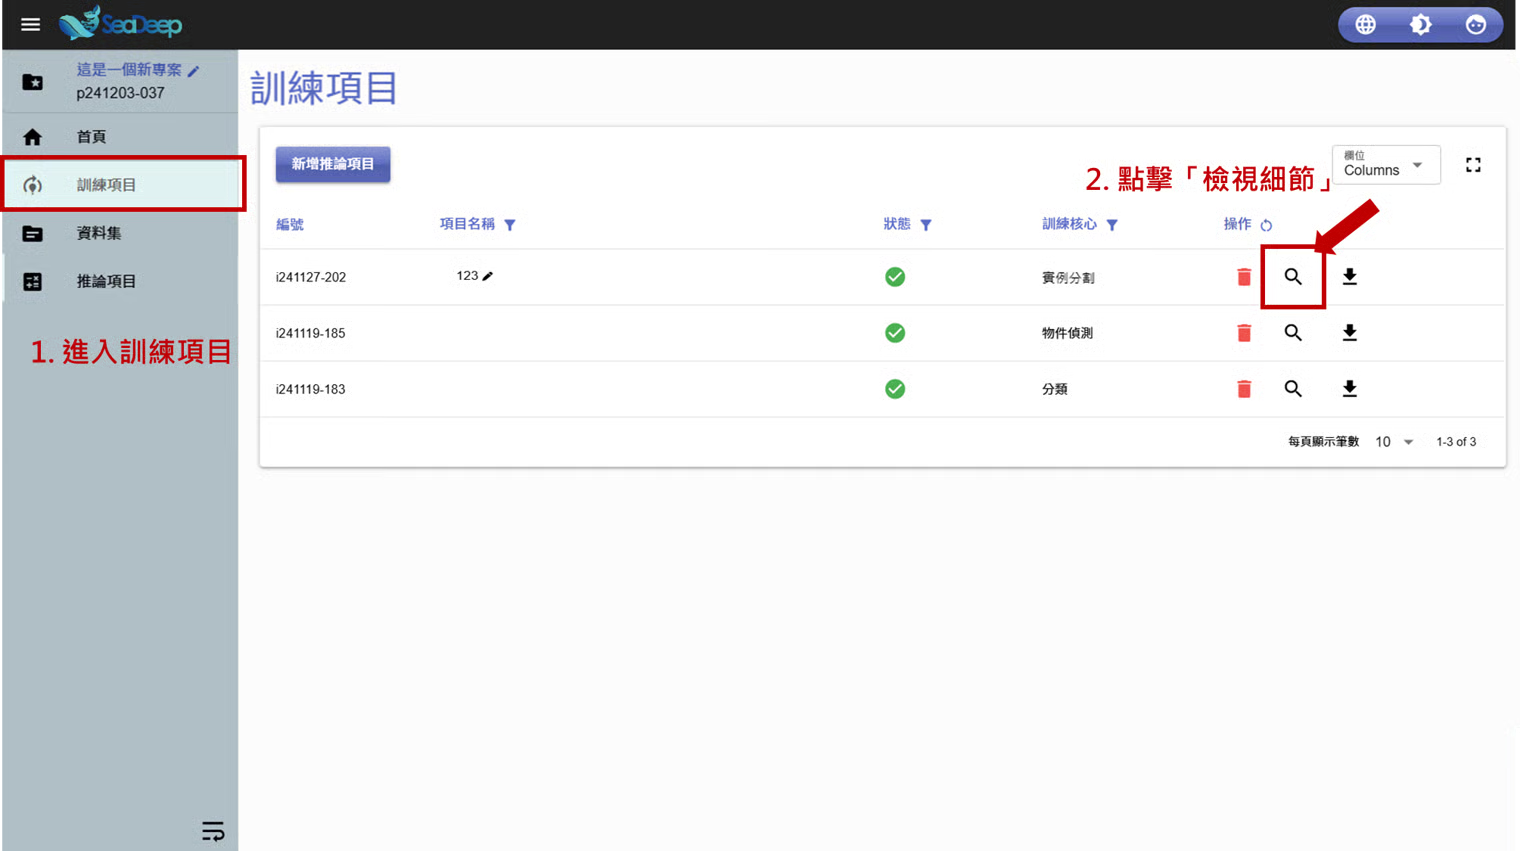 SeaDeep
這是一個新專案
p241203-037
首頁
訓練項目
資料集
推論項目
1. 進入訓練項目
訓練項目
新增推論項目
2. 點擊「檢視細節」
欄位
Columns
編號 項目名稱 狀態 訓練核心 操作
i241127-202 123 實例分割
i241119-185 物件偵測
i241119-183 分類
每頁顯示筆數 10 1-3 of 3